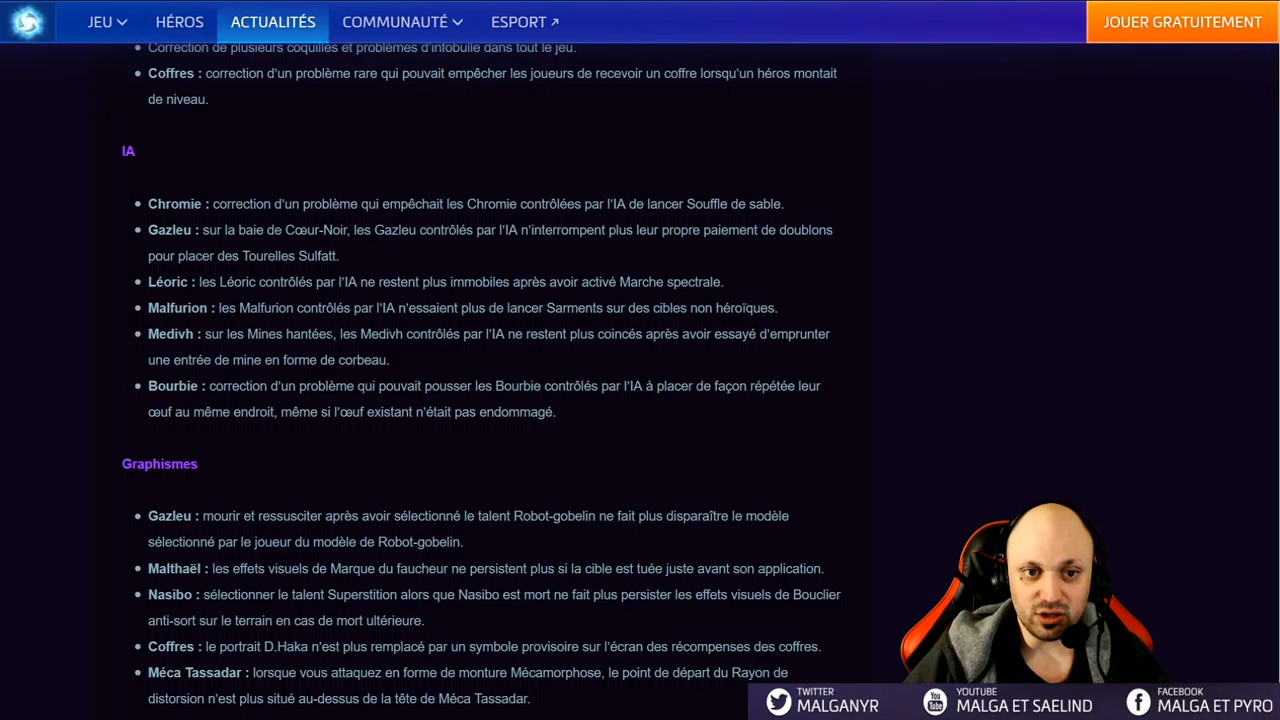 JEU HÉROS ACTUALITÉS COMMUNAUTÉ ESPORT JOUER GRATUITEMENT
Correction de plusieurs coquilles et problèmes d’infobulle dans tout le jeu.
Coffres : correction d’un problème rare qui pouvait empêcher les joueurs de recevoir un coffre lorsqu’un héros montait
de niveau.
IA
Chromie : correction d’un problème qui empêchait les Chromie contrôlées par l’IA de lancer Souffle de sable.
Gazleu : sur la baie de Cœur-Noir, les Gazleu contrôlés par l’IA n’interrompent plus leur propre paiement de doublons
pour placer des Tourelles Sulfatt.
Léoric : les Léoric contrôlés par l’IA ne restent plus immobiles après avoir activé Marche spectrale.
Malfurion : les Malfurion contrôlés par l’IA n’essaient plus de lancer Sarments sur des cibles non héroïques.
Medivh : sur les Mines hantées, les Medivh contrôlés par l’IA ne restent plus coincés après avoir essayé d’emprunter
une entrée de mine en forme de corbeau.
Bourbie : correction d’un problème qui pouvait pousser les Bourbie contrôlés par l’IA à placer de façon répétée leur
œuf au même endroit, même si l’œuf existant n’était pas endommagé.
Graphismes
Gazleu : mourir et ressusciter après avoir sélectionné le talent Robot-gobelin ne fait plus disparaître le modèle
sélectionné par le joueur du modèle de Robot-gobelin.
Malthaël : les effets visuels de Marque du faucheur ne persistent plus si la cible est tuée juste avant son application.
Nasibo : sélectionner le talent Superstition alors que Nasibo est mort ne fait plus persister les effets visuels de Bouclier
anti-sort sur le terrain en cas de mort ultérieure.
Coffres : le portrait D.Haka n’est plus remplacé par un symbole provisoire sur l’écran des récompenses des coffres.
Méca Tassadar : lorsque vous attaquez en forme de monture Mécamorphose, le point de départ du Rayon de
distorsion n’est plus situé au-dessus de la tête de Méca Tassadar.
TWITTER
MALGANYR
You Tube
YOUTUBE
MALGA ET SAELIND
FACEBOOK
MALGA ET PYRO